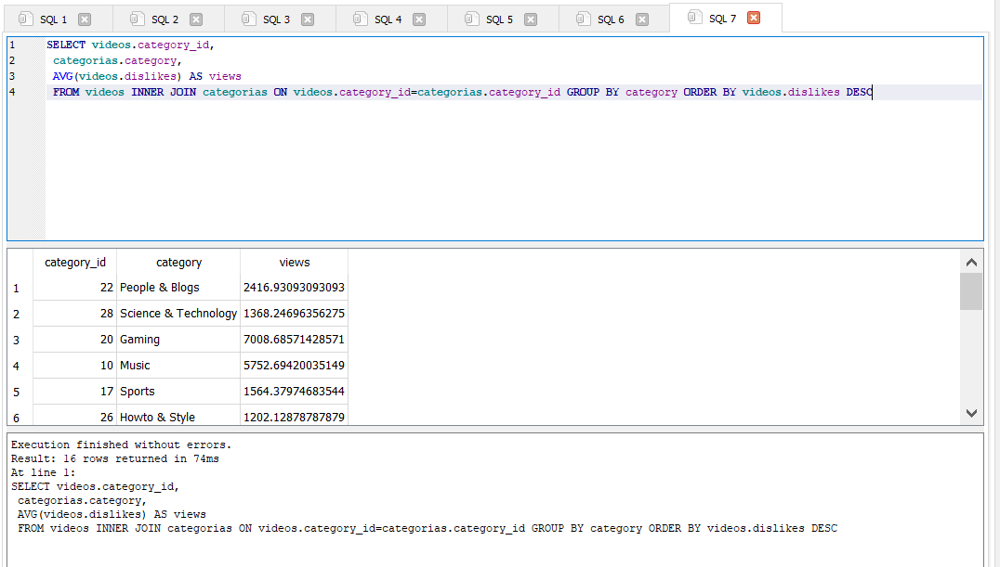 SQL 1 SQL 2 SQL 3 SQL 4 SQL 5 SQL 6 SQL 7
1 SELECT videos.category_id,
2 categorias.category,
3 AVG(videos.dislikes) AS views
4 FROM videos INNER JOIN categorias ON videos.category_id=categorias.category_id GROUP BY category ORDER BY videos.dislikes DESC
category_id category views
1 22 People & Blogs 2416.93093093093
2 28 Science & Technology 1368.24696356275
3 20 Gaming 7008.68571428571
4 10 Music 5752.69420035149
5 17 Sports 1564.37974683544
6 26 Howto & Style 1202.12878787879
Execution finished without errors.
Result: 16 rows returned in 74ms
At line 1:
SELECT videos.category_id,
categorias.category,
AVG(videos.dislikes) AS views
FROM videos INNER JOIN categorias ON videos.category_id=categorias.category_id GROUP BY category ORDER BY videos.dislikes DESC